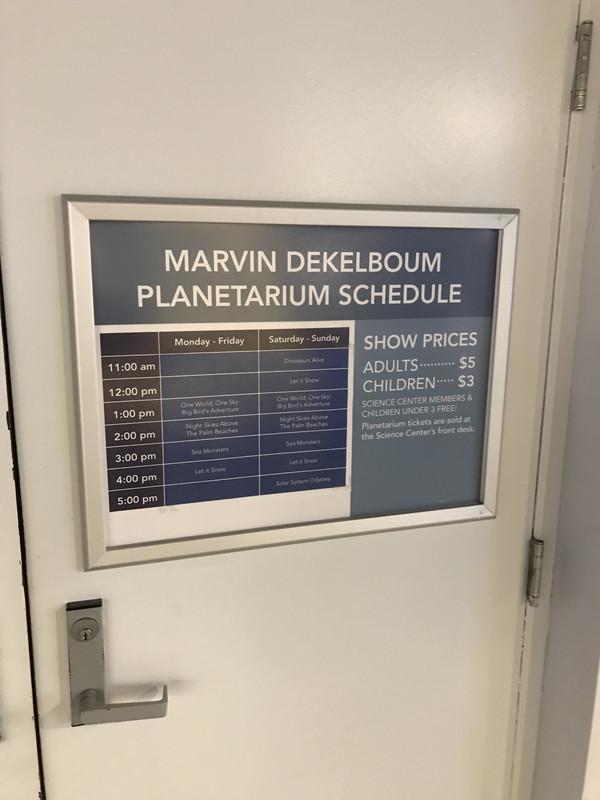 MARVIN DEKELBOUM
PLANETARIUM SCHEDULE
Monday - Friday
Saturday - Sunday
11:00 am
Dinosaurs Alive
12:00 pm
Let it Snow
1:00 pm
One World, One Sky
Big Bird's Adventure
One World, One Sky
Big Bird's Adventure
2:00 pm
Night Skies Above
The Palm Beaches
Night Skies Above
The Palm Beaches
3:00 pm
Sea Monsters
Sea Monsters
4:00 pm
Let it Snow
Let it Snow
5:00 pm
Solar System Odyssey
SHOW PRICES
ADULTS .......... $5
CHILDREN ..... $3
SCIENCE CENTER MEMBERS &
CHILDREN UNDER 3 FREE!
Planetarium tickets are sold at
the Science Center's front desk.